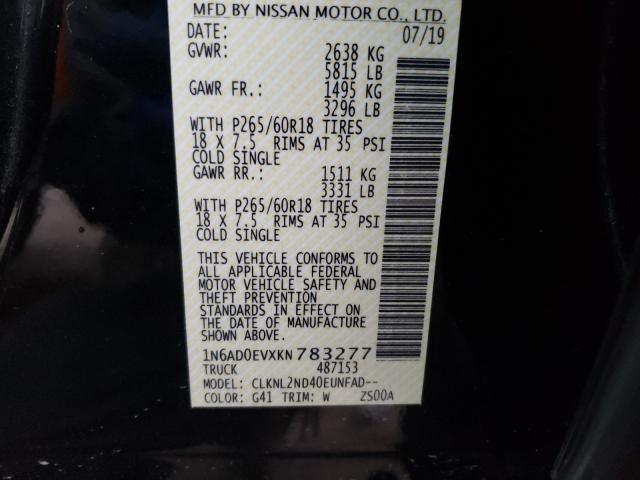 MFD BY NISSAN MOTOR CO., LTD.
DATE: 07/19
GVWR: 2638 KG
5815 LB
GAWR FR.: 1495 KG
3296 LB
WITH P265/60R18 TIRES
18 X 7.5 RIMS AT 35 PSI
COLD SINGLE
GAWR RR.: 1511 KG
3331 LB
WITH P265/60R18 TIRES
18 X 7.5 RIMS AT 35 PSI
COLD SINGLE
THIS VEHICLE CONFORMS TO
ALL APPLICABLE FEDERAL
MOTOR VEHICLE SAFETY AND
THEFT PREVENTION
STANDARDS IN EFFECT ON
THE DATE OF MANUFACTURE
SHOWN ABOVE.
1N6AD0EVXKN 783277
TRUCK 487153
MODEL: CLKNL2ND40EUNFAD--
COLOR: G41 TRIM: W ZS00A